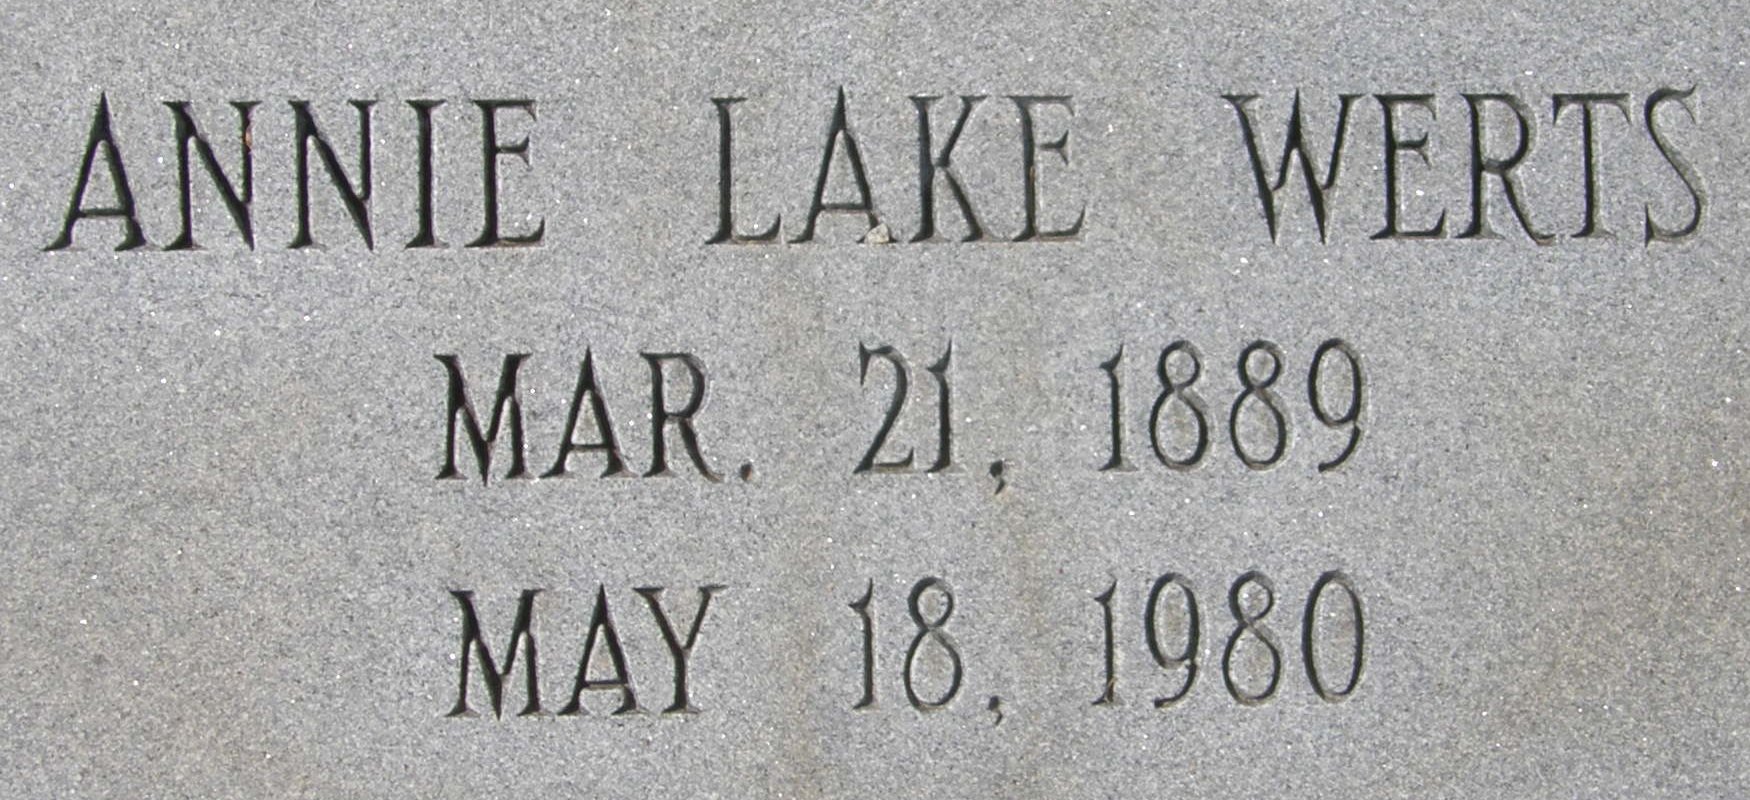 ANNIE LAKE WERTS
MAR. 21, 1889
MAY 18, 1980